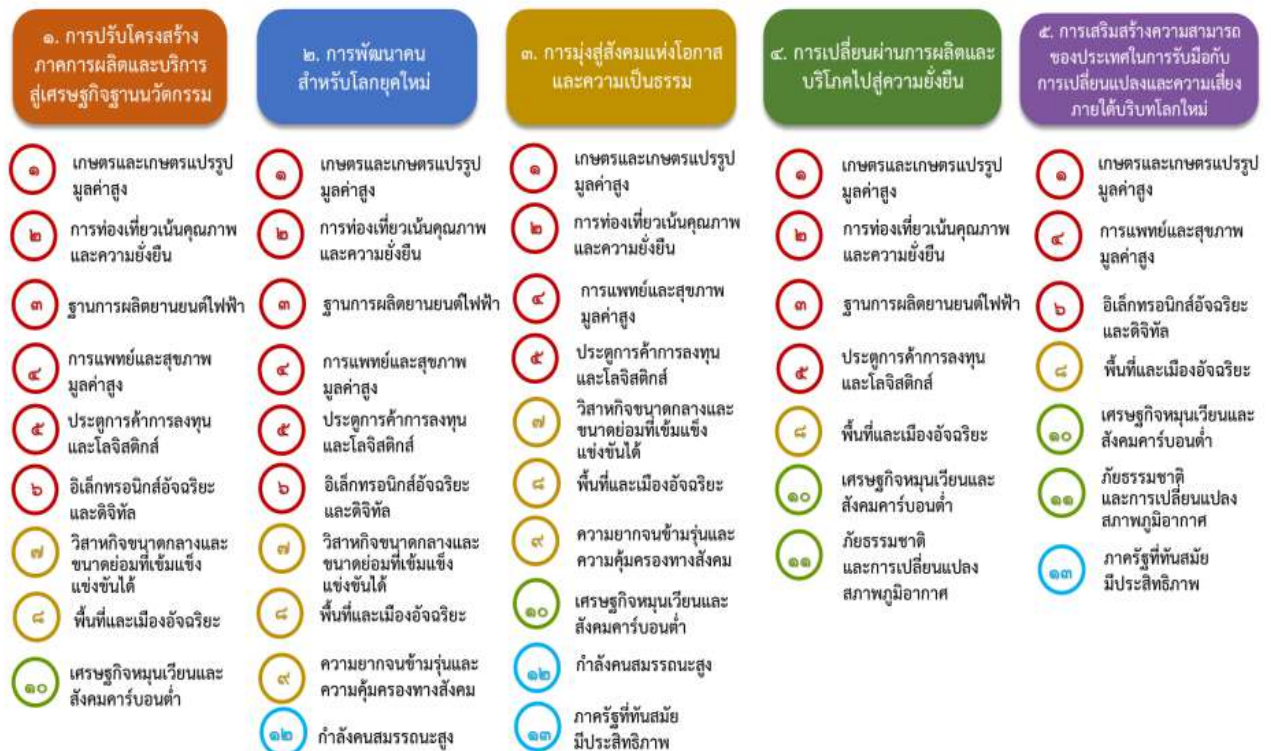 ๑. การปรับโครงสร้าง
ภาคการผลิตและบริการ
สู่เศรษฐกิจฐานนวัตกรรม
๑
เกษตรและเกษตรแปรรูป
มูลค่าสูง
๒
การท่องเที่ยวเน้นคุณภาพ
และความยั่งยืน
๓
ฐานการผลิตยานยนต์ไฟฟ้า
๔
การแพทย์และสุขภาพ
มูลค่าสูง
๕
ประตูการค้าการลงทุน
และโลจิสติกส์
๖
อิเล็กทรอนิกส์อัจฉริยะ
และดิจิทัล
๗
วิสาหกิจขนาดกลางและ
ขนาดย่อมที่เข้มแข็ง
แข่งขันได้
๘
พื้นที่และเมืองอัจฉริยะ
๑๐
เศรษฐกิจหมุนเวียนและ
สังคมคาร์บอนต่ำ
๒. การพัฒนาคน
สำหรับโลกยุคใหม่
๑
เกษตรและเกษตรแปรรูป
มูลค่าสูง
๒
การท่องเที่ยวเน้นคุณภาพ
และความยั่งยืน
๓
ฐานการผลิตยานยนต์ไฟฟ้า
๔
การแพทย์และสุขภาพ
มูลค่าสูง
๕
ประตูการค้าการลงทุน
และโลจิสติกส์
๖
อิเล็กทรอนิกส์อัจฉริยะ
และดิจิทัล
๗
วิสาหกิจขนาดกลางและ
ขนาดย่อมที่เข้มแข็ง
แข่งขันได้
๘
พื้นที่และเมืองอัจฉริยะ
๙
ความยากจนข้ามรุ่นและ
ความคุ้มครองทางสังคม
๑๒
กำลังคนสมรรถนะสูง
๓. การมุ่งสู่สังคมแห่งโอกาส
และความเป็นธรรม
๑
เกษตรและเกษตรแปรรูป
มูลค่าสูง
๒
การท่องเที่ยวเน้นคุณภาพ
และความยั่งยืน
๔
การแพทย์และสุขภาพ
มูลค่าสูง
๕
ประตูการค้าการลงทุน
และโลจิสติกส์
๗
วิสาหกิจขนาดกลางและ
ขนาดย่อมที่เข้มแข็ง
แข่งขันได้
๘
พื้นที่และเมืองอัจฉริยะ
๙
ความยากจนข้ามรุ่นและ
ความคุ้มครองทางสังคม
๑๐
เศรษฐกิจหมุนเวียนและ
สังคมคาร์บอนต่ำ
๑๒
กำลังคนสมรรถนะสูง
๑๓
ภาครัฐที่ทันสมัย
มีประสิทธิภาพ
๔. การเปลี่ยนผ่านการผลิตและ
บริโภคไปสู่ความยั่งยืน
๑
เกษตรและเกษตรแปรรูป
มูลค่าสูง
๒
การท่องเที่ยวเน้นคุณภาพ
และความยั่งยืน
๓
ฐานการผลิตยานยนต์ไฟฟ้า
๕
ประตูการค้าการลงทุน
และโลจิสติกส์
๘
พื้นที่และเมืองอัจฉริยะ
๑๐
เศรษฐกิจหมุนเวียนและ
สังคมคาร์บอนต่ำ
๑๑
ภัยธรรมชาติ
และการเปลี่ยนแปลง
สภาพภูมิอากาศ
๕. การเสริมสร้างความสามารถ
ของประเทศในการรับมือกับ
การเปลี่ยนแปลงและความเสี่ยง
ภายใต้บริบทโลกใหม่
๑
เกษตรและเกษตรแปรรูป
มูลค่าสูง
๔
การแพทย์และสุขภาพ
มูลค่าสูง
๖
อิเล็กทรอนิกส์อัจฉริยะ
และดิจิทัล
๘
พื้นที่และเมืองอัจฉริยะ
๑๐
เศรษฐกิจหมุนเวียนและ
สังคมคาร์บอนต่ำ
๑๑
ภัยธรรมชาติ
และการเปลี่ยนแปลง
สภาพภูมิอากาศ
๑๓
ภาครัฐที่ทันสมัย
มีประสิทธิภาพ